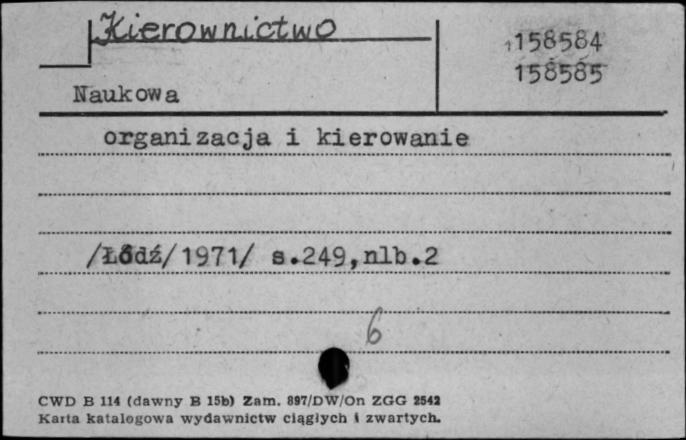 Kierownictwo
158584
158585
Naukowa
organizacja i kierowanie
/Łódź/1971/ s.249,nlb.2
6
CWD B 114 (dawny B 15b) Zam. 897/DW/On ZGG 2542
Karta katalogowa wydawnictw ciągłych i zwartych.